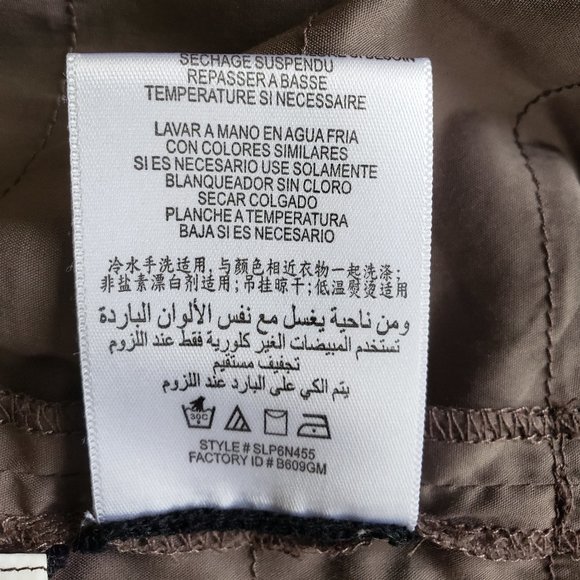 SECHAGE SUSPENDU
REPASSER A BASSE
TEMPERATURE SI NECESSAIRE
LAVAR A MANO EN AGUA FRIA
CON COLORES SIMILARES
SI ES NECESARIO USE SOLAMENTE
BLANQUEADOR SIN CLORO
SECAR COLGADO
PLANCHE A TEMPERATURA
BAJA SI ES NECESARIO
冷水手洗适用,与颜色相近衣物一起洗涤:
非盐素漂白剂适用;吊挂晾干;低温熨烫适用
ومن ناحية يغسل مع نفس الألوان الباردة
تستخدم المبيضات الغير كلورية فقط عند اللزوم
تجفيف مستقيم
يتم الكي على البارد عند اللزوم
30C
STYLE # SLP6N455
FACTORY ID # B609GM